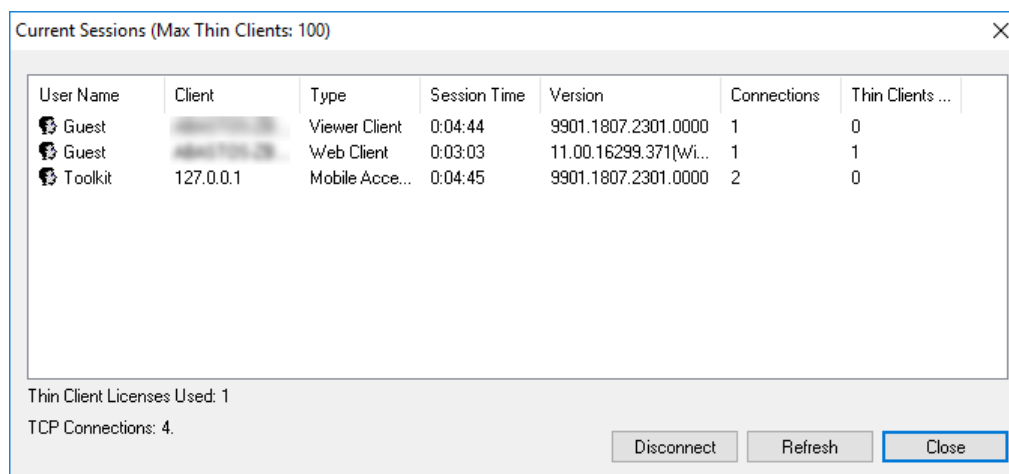 Current Sessions (Max Thin Clients: 100)
User Name Client Type Session Time Version Connections Thin Clients ...
Guest Viewer Client 0:04:44 9901.1807.2301.0000 1 0
Guest Web Client 0:03:03 11.00.16299.371(Wi... 1 1
Toolkit 127.0.0.1 Mobile Acce... 0:04:45 9901.1807.2301.0000 2 0
Thin Client Licenses Used: 1
TCP Connections: 4.
Disconnect Refresh Close